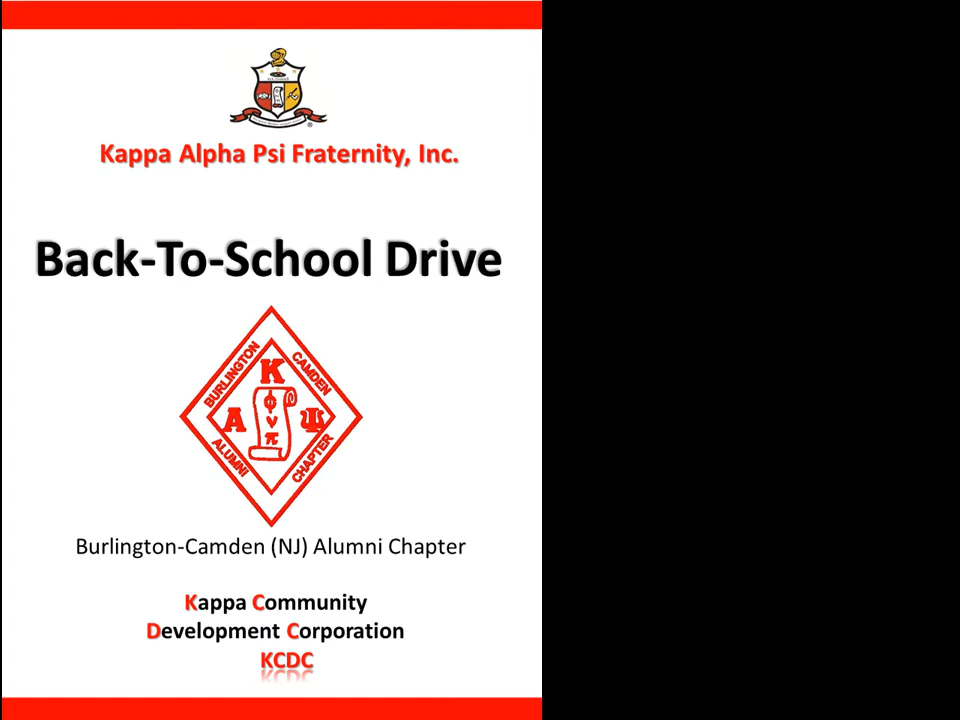 Kappa Alpha Psi Fraternity, Inc.
Back-To-School Drive
BURLINGTON
CAMDEN
Κ
Α
Ψ
φ
ν
π
ALUMNI
CHAPTER
Burlington-Camden (NJ) Alumni Chapter
Kappa Community
Development Corporation
KCDC